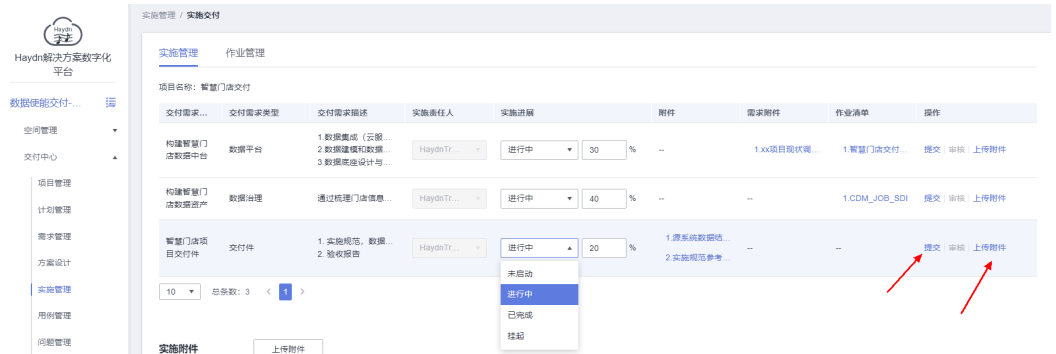 实施管理 / 实施交付
Haydn
Haydn解决方案数字化
平台
数据使能交付-...
空间管理
交付中心
项目管理
计划管理
需求管理
方案设计
实施管理
用例管理
问题管理
实施管理 作业管理
项目名称：智慧门店交付
交付需求... 交付需求类型 交付需求描述 实施责任人 实施进展 附件 需求附件 作业清单 操作
构建智慧门
店数据中台
数据平台
1.数据集成（云服...
2.数据建模和数据...
3.数据底座设计与...
HaydnTr... 进行中 30 % -- 1.xx项目现状调... 1.智慧门店交付... 提交 审核 上传附件
构建智慧门
店数据资产
数据治理 通过梳理门店信息... HaydnTr... 进行中 40 % -- -- 1.CDM_JOB_SDI 提交 审核 上传附件
智慧门店项
目交付件
交付件
1. 实施规范，数据...
2. 验收报告
HaydnTr... 进行中 20 %
1.源系统数据结...
2.实施规范参考...
-- -- 提交 审核 上传附件
未启动
进行中
已完成
挂起
10 总条数：3 < 1 >
实施附件 上传附件